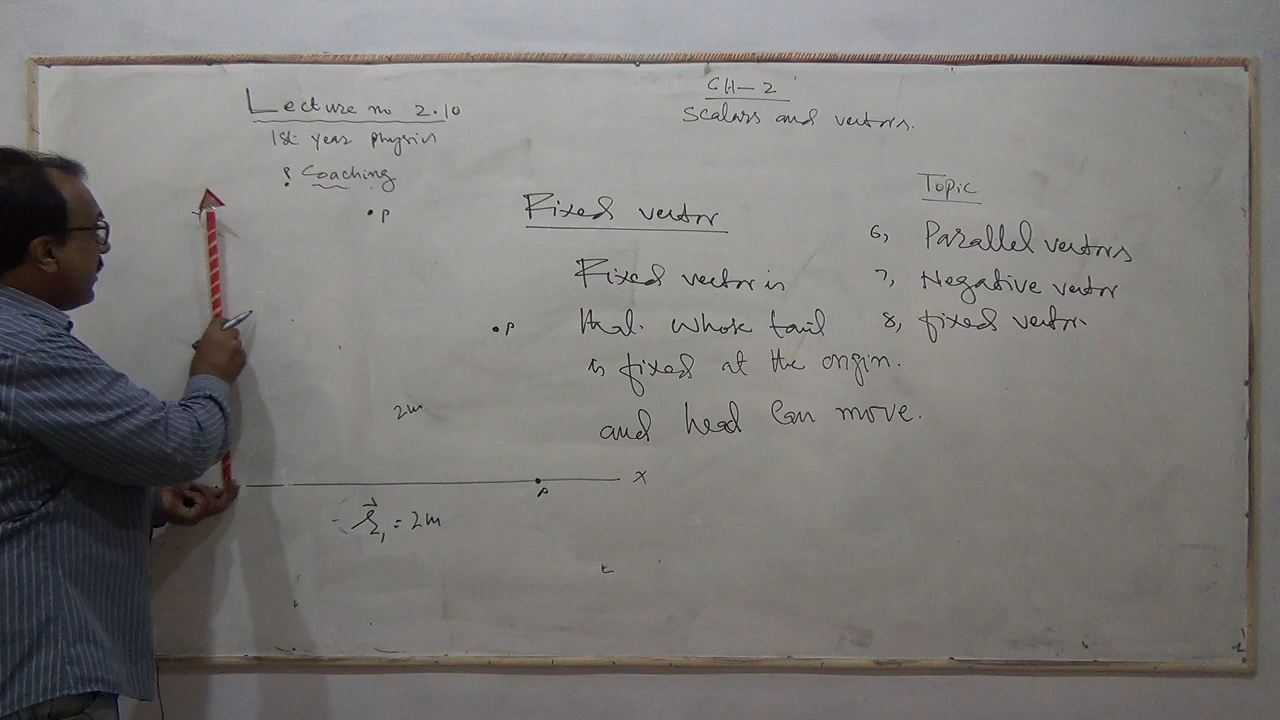 Lecture no 2.10
1st year physics
Coaching
CH-2
Scalars and vectors.
Topic
6, Parallel vectors
7, Negative vector
8, fixed vector.
Fixed vector
Fixed vector is
that. whose tail
is fixed at the origin.
and head can move.
P
P
2m
P
x
= 2m